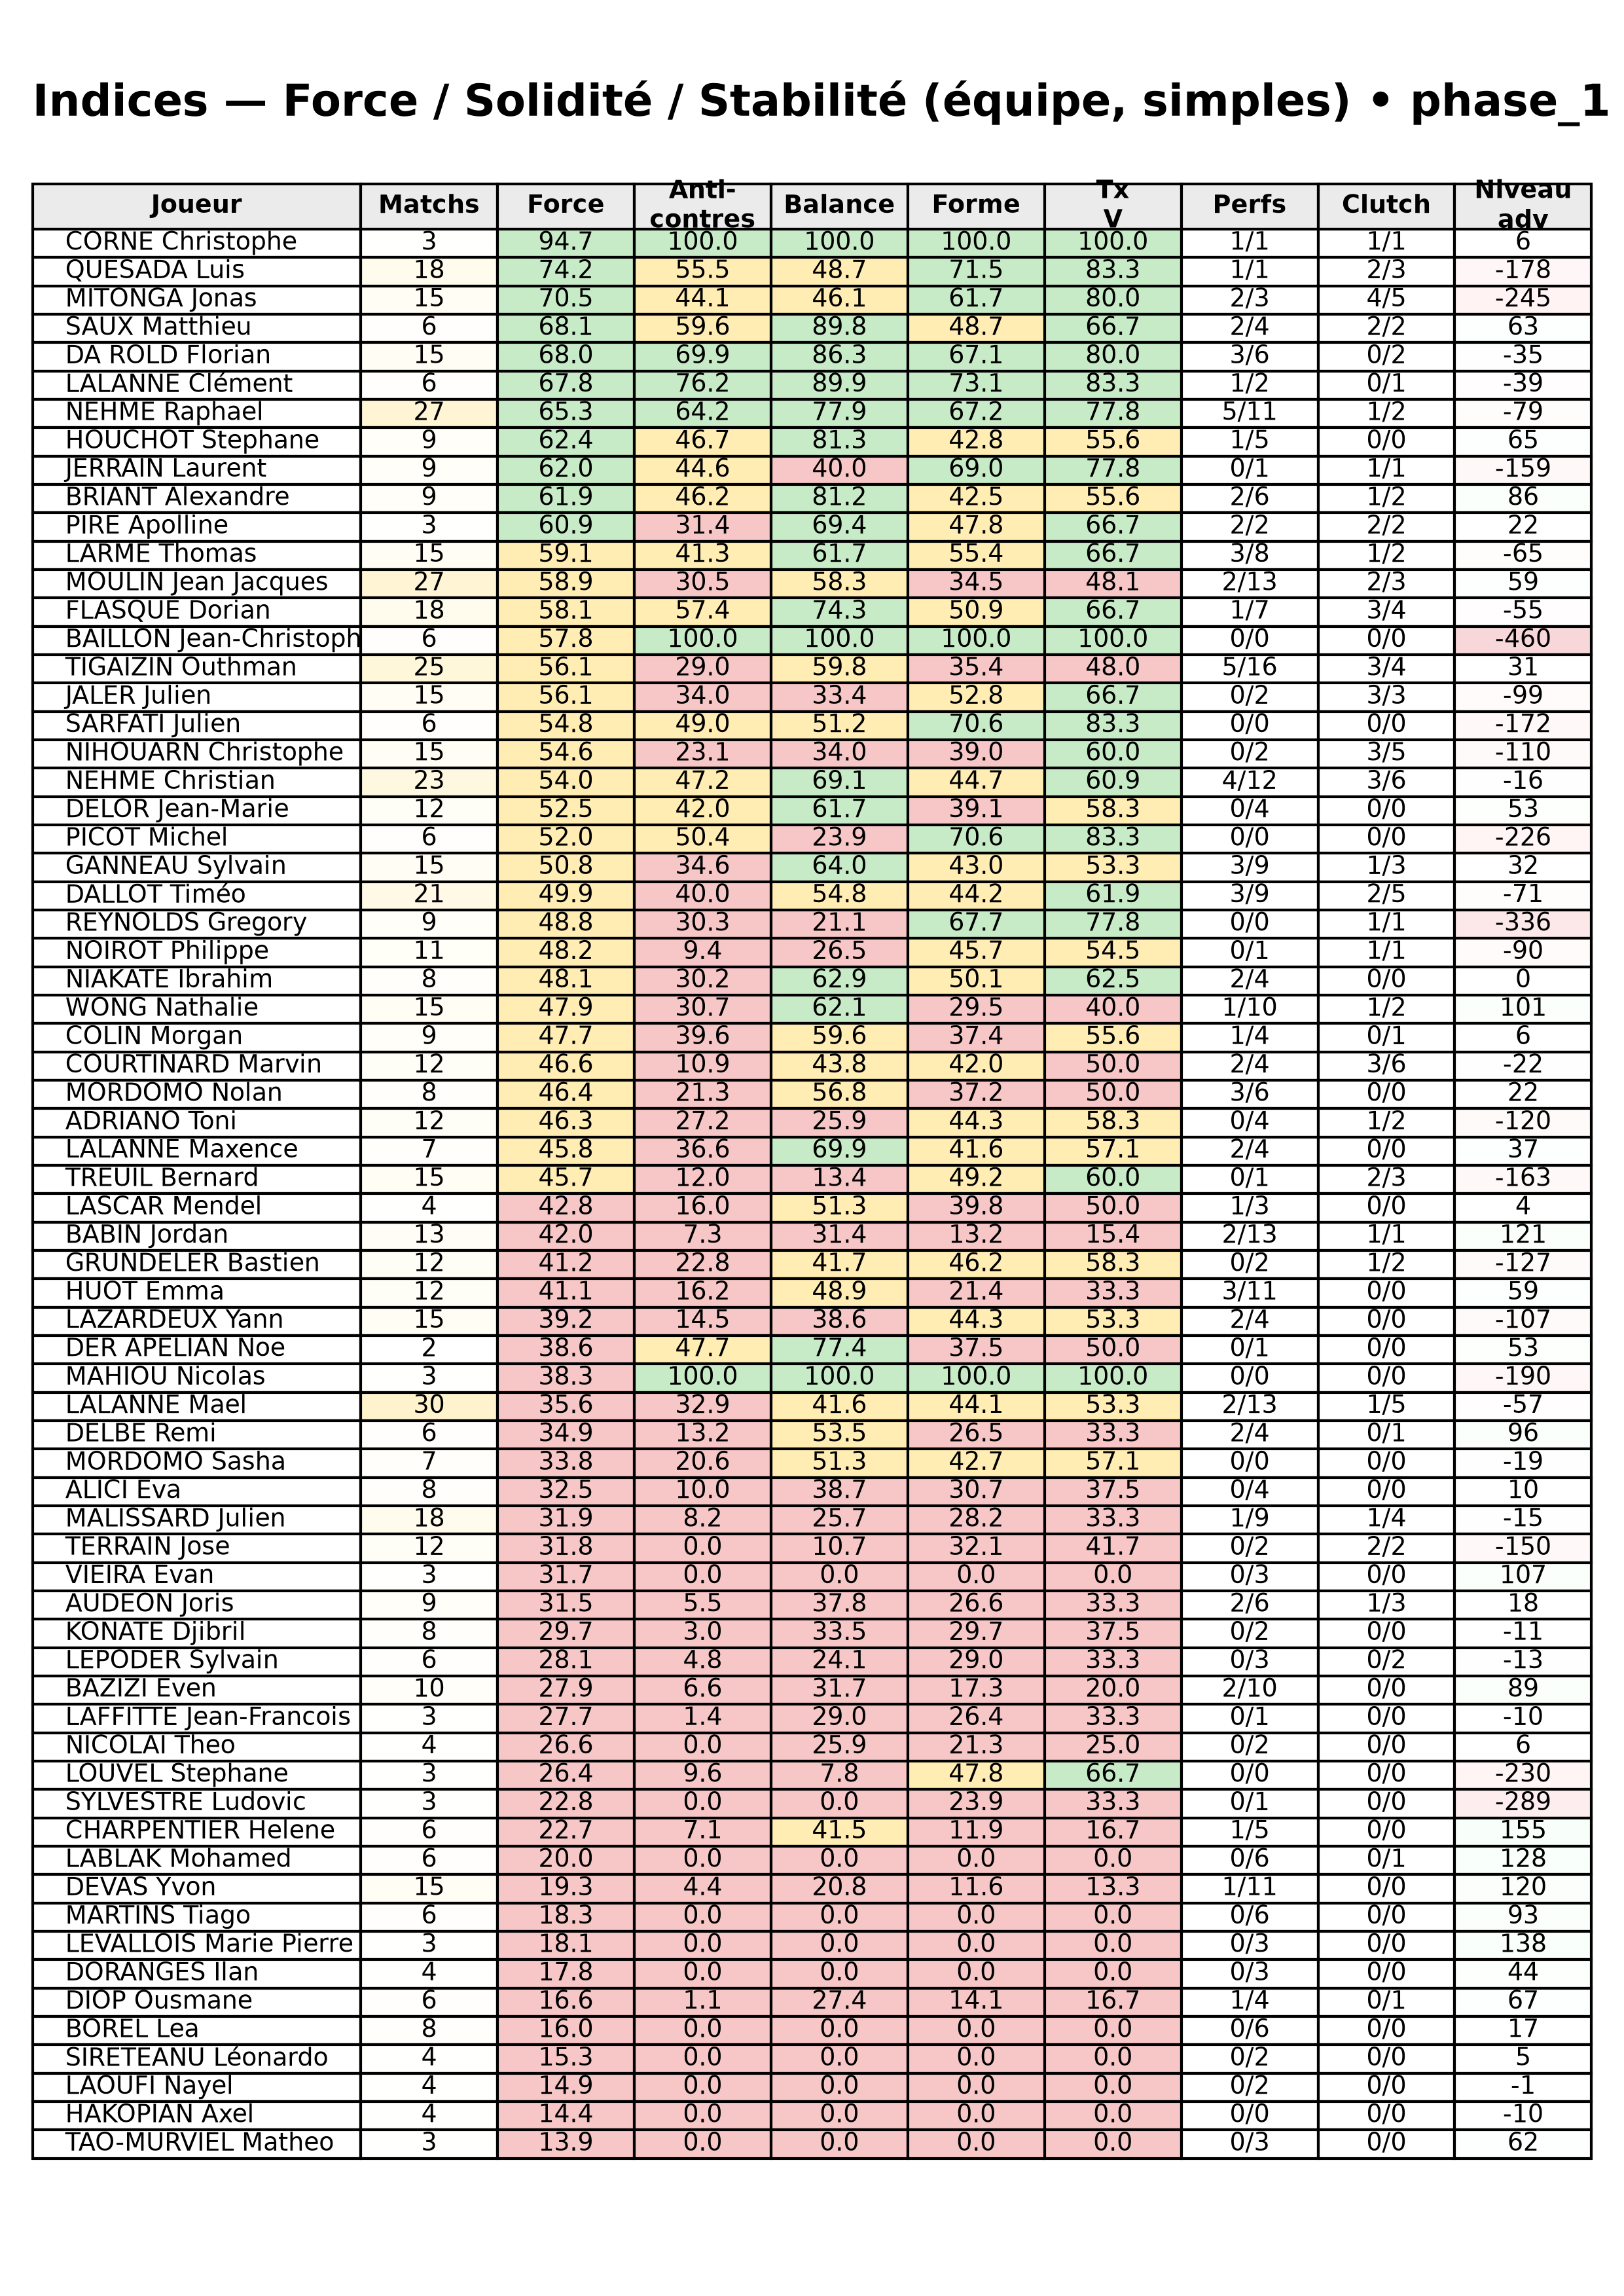 Indices — Force / Solidité / Stabilité (équipe, simples) • phase_1
Joueur Matchs Force Anti-contres Balance Forme Tx V Perfs Clutch Niveau adv
CORNE Christophe 3 94.7 100.0 100.0 100.0 100.0 1/1 1/1 6
QUESADA Luis 18 74.2 55.5 48.7 71.5 83.3 1/1 2/3 -178
MITONGA Jonas 15 70.5 44.1 46.1 61.7 80.0 2/3 4/5 -245
SAUX Matthieu 6 68.1 59.6 89.8 48.7 66.7 2/4 2/2 63
DA ROLD Florian 15 68.0 69.9 86.3 67.1 80.0 3/6 0/2 -35
LALANNE Clément 6 67.8 76.2 89.9 73.1 83.3 1/2 0/1 -39
NEHME Raphael 27 65.3 64.2 77.9 67.2 77.8 5/11 1/2 -79
HOUCHOT Stephane 9 62.4 46.7 81.3 42.8 55.6 1/5 0/0 65
JERRAIN Laurent 9 62.0 44.6 40.0 69.0 77.8 0/1 1/1 -159
BRIANT Alexandre 9 61.9 46.2 81.2 42.5 55.6 2/6 1/2 86
PIRE Apolline 3 60.9 31.4 69.4 47.8 66.7 2/2 2/2 22
LARME Thomas 15 59.1 41.3 61.7 55.4 66.7 3/8 1/2 -65
MOULIN Jean Jacques 27 58.9 30.5 58.3 34.5 48.1 2/13 2/3 59
FLASQUE Dorian 18 58.1 57.4 74.3 50.9 66.7 1/7 3/4 -55
BAILLON Jean-Christoph 6 57.8 100.0 100.0 100.0 100.0 0/0 0/0 -460
TIGAIZIN Outhman 25 56.1 29.0 59.8 35.4 48.0 5/16 3/4 31
JALER Julien 15 56.1 34.0 33.4 52.8 66.7 0/2 3/3 -99
SARFATI Julien 6 54.8 49.0 51.2 70.6 83.3 0/0 0/0 -172
NIHOUARN Christophe 15 54.6 23.1 34.0 39.0 60.0 0/2 3/5 -110
NEHME Christian 23 54.0 47.2 69.1 44.7 60.9 4/12 3/6 -16
DELOR Jean-Marie 12 52.5 42.0 61.7 39.1 58.3 0/4 0/0 53
PICOT Michel 6 52.0 50.4 23.9 70.6 83.3 0/0 0/0 -226
GANNEAU Sylvain 15 50.8 34.6 64.0 43.0 53.3 3/9 1/3 32
DALLOT Timéo 21 49.9 40.0 54.8 44.2 61.9 3/9 2/5 -71
REYNOLDS Gregory 9 48.8 30.3 21.1 67.7 77.8 0/0 1/1 -336
NOIROT Philippe 11 48.2 9.4 26.5 45.7 54.5 0/1 1/1 -90
NIAKATE Ibrahim 8 48.1 30.2 62.9 50.1 62.5 2/4 0/0 0
WONG Nathalie 15 47.9 30.7 62.1 29.5 40.0 1/10 1/2 101
COLIN Morgan 9 47.7 39.6 59.6 37.4 55.6 1/4 0/1 6
COURTINARD Marvin 12 46.6 10.9 43.8 42.0 50.0 2/4 3/6 -22
MORDOMO Nolan 8 46.4 21.3 56.8 37.2 50.0 3/6 0/0 22
ADRIANO Toni 12 46.3 27.2 25.9 44.3 58.3 0/4 1/2 -120
LALANNE Maxence 7 45.8 36.6 69.9 41.6 57.1 2/4 0/0 37
TREUIL Bernard 15 45.7 12.0 13.4 49.2 60.0 0/1 2/3 -163
LASCAR Mendel 4 42.8 16.0 51.3 39.8 50.0 1/3 0/0 4
BABIN Jordan 13 42.0 7.3 31.4 13.2 15.4 2/13 1/1 121
GRUNDELER Bastien 12 41.2 22.8 41.7 46.2 58.3 0/2 1/2 -127
HUOT Emma 12 41.1 16.2 48.9 21.4 33.3 3/11 0/0 59
LAZARDEUX Yann 15 39.2 14.5 38.6 44.3 53.3 2/4 0/0 -107
DER APELIAN Noe 2 38.6 47.7 77.4 37.5 50.0 0/1 0/0 53
MAHIOU Nicolas 3 38.3 100.0 100.0 100.0 100.0 0/0 0/0 -190
LALANNE Mael 30 35.6 32.9 41.6 44.1 53.3 2/13 1/5 -57
DELBE Remi 6 34.9 13.2 53.5 26.5 33.3 2/4 0/1 96
MORDOMO Sasha 7 33.8 20.6 51.3 42.7 57.1 0/0 0/0 -19
ALICI Eva 8 32.5 10.0 38.7 30.7 37.5 0/4 0/0 10
MALISSARD Julien 18 31.9 8.2 25.7 28.2 33.3 1/9 1/4 -15
TERRAIN Jose 12 31.8 0.0 10.7 32.1 41.7 0/2 2/2 -150
VIEIRA Evan 3 31.7 0.0 0.0 0.0 0.0 0/3 0/0 107
AUDEON Joris 9 31.5 5.5 37.8 26.6 33.3 2/6 1/3 18
KONATE Djibril 8 29.7 3.0 33.5 29.7 37.5 0/2 0/0 -11
LEPODER Sylvain 6 28.1 4.8 24.1 29.0 33.3 0/3 0/2 -13
BAZIZI Even 10 27.9 6.6 31.7 17.3 20.0 2/10 0/0 89
LAFFITTE Jean-Francois 3 27.7 1.4 29.0 26.4 33.3 0/1 0/0 -10
NICOLAI Theo 4 26.6 0.0 25.9 21.3 25.0 0/2 0/0 6
LOUVEL Stephane 3 26.4 9.6 7.8 47.8 66.7 0/0 0/0 -230
SYLVESTRE Ludovic 3 22.8 0.0 0.0 23.9 33.3 0/1 0/0 -289
CHARPENTIER Helene 6 22.7 7.1 41.5 11.9 16.7 1/5 0/0 155
LABLAK Mohamed 6 20.0 0.0 0.0 0.0 0.0 0/6 0/1 128
DEVAS Yvon 15 19.3 4.4 20.8 11.6 13.3 1/11 0/0 120
MARTINS Tiago 6 18.3 0.0 0.0 0.0 0.0 0/6 0/0 93
LEVALLOIS Marie Pierre 3 18.1 0.0 0.0 0.0 0.0 0/3 0/0 138
DORANGES Ilan 4 17.8 0.0 0.0 0.0 0.0 0/3 0/0 44
DIOP Ousmane 6 16.6 1.1 27.4 14.1 16.7 1/4 0/1 67
BOREL Lea 8 16.0 0.0 0.0 0.0 0.0 0/6 0/0 17
SIRETEANU Léonardo 4 15.3 0.0 0.0 0.0 0.0 0/2 0/0 5
LAOUFI Nayel 4 14.9 0.0 0.0 0.0 0.0 0/2 0/0 -1
HAKOPIAN Axel 4 14.4 0.0 0.0 0.0 0.0 0/0 0/0 -10
TAO-MURVIEL Matheo 3 13.9 0.0 0.0 0.0 0.0 0/3 0/0 62